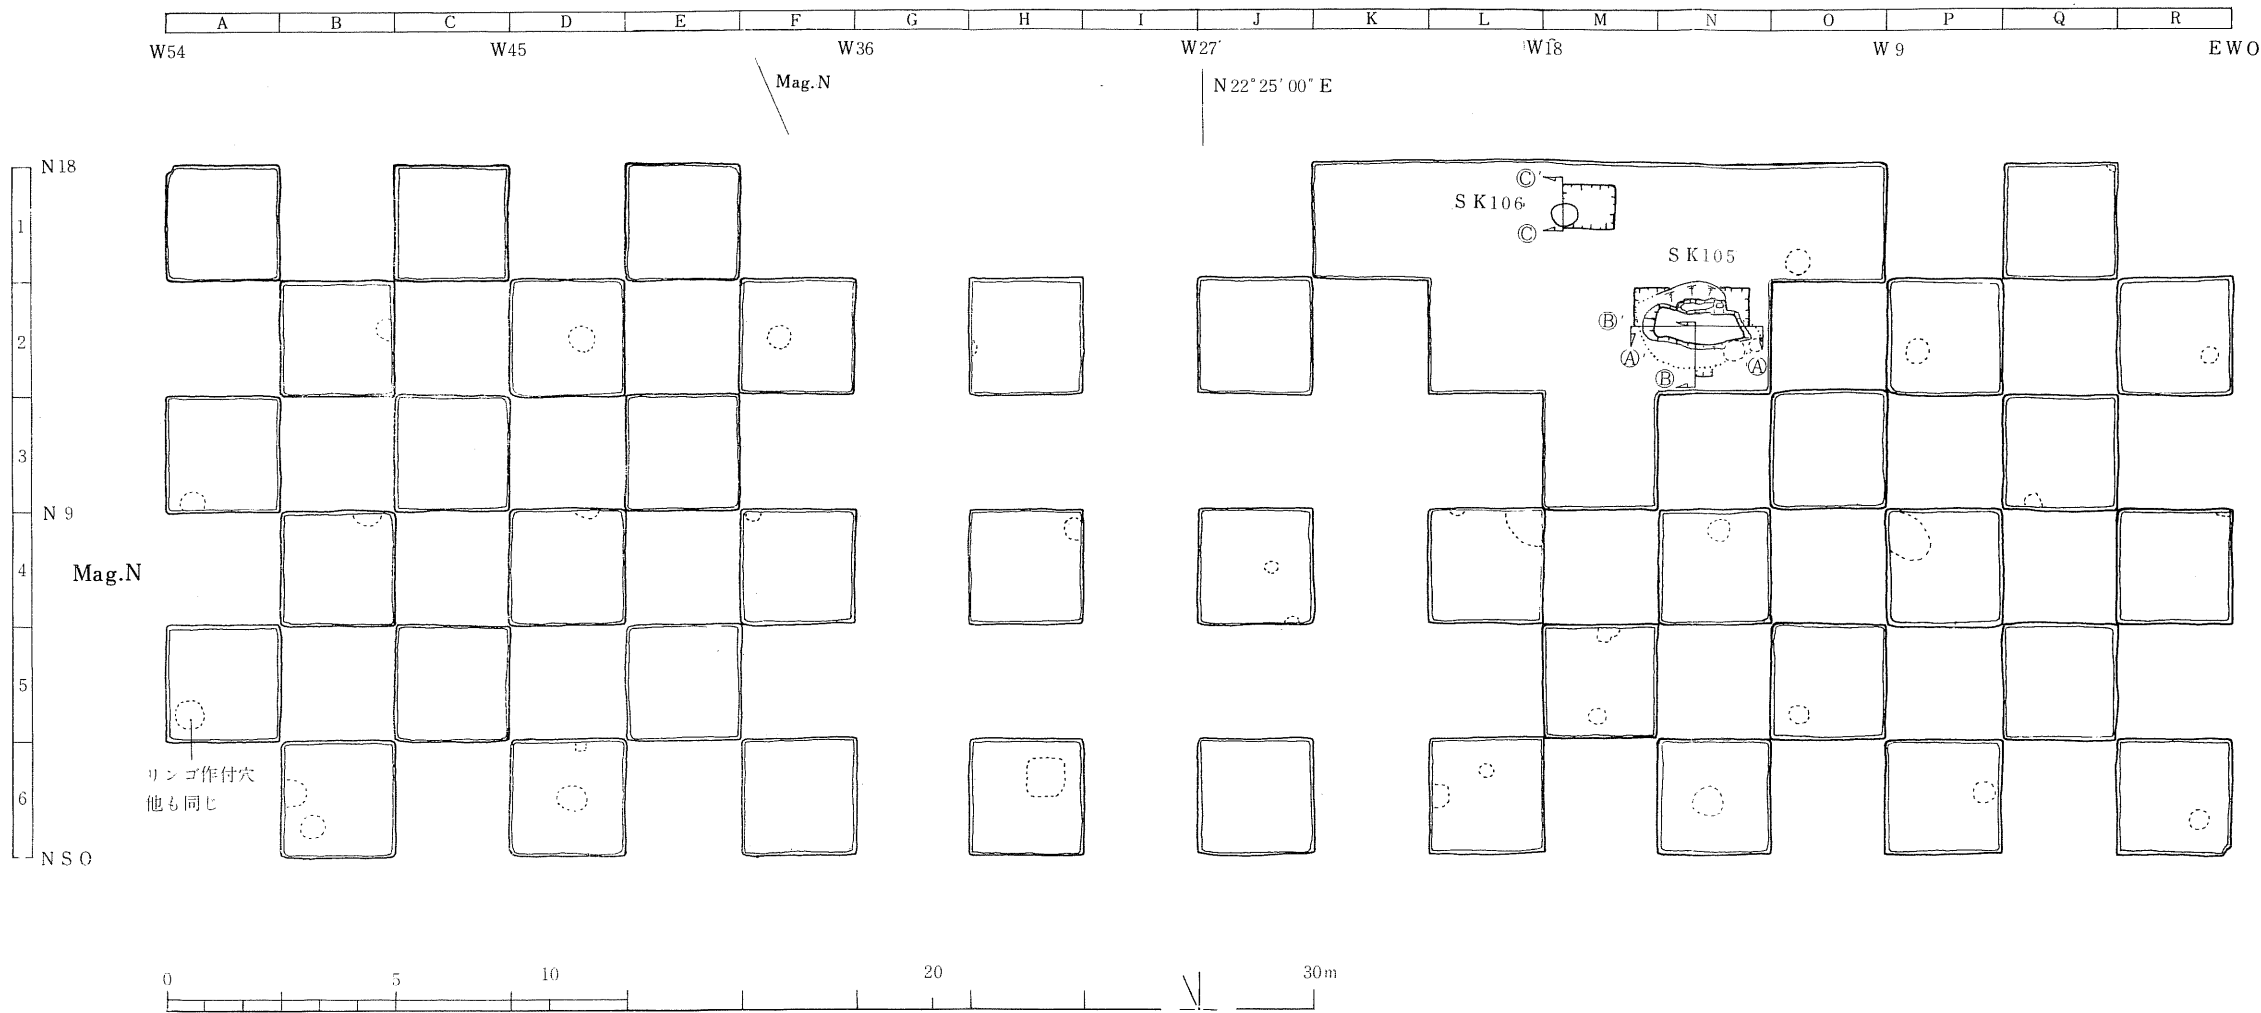 A B C D E F G H I J K L M N O P Q R
W54 W45 W36 W27 W18 W9 EWO
Mag.N
N22°25′00″E
N18
1
Ⓒ′
SK106
Ⓒ
SK105
2
Ⓑ′
Ⓐ′ Ⓐ
Ⓑ
3
N9
4
Mag.N
5
リンゴ作付穴
他も同じ
6
NSO
0 5 10 20 30m